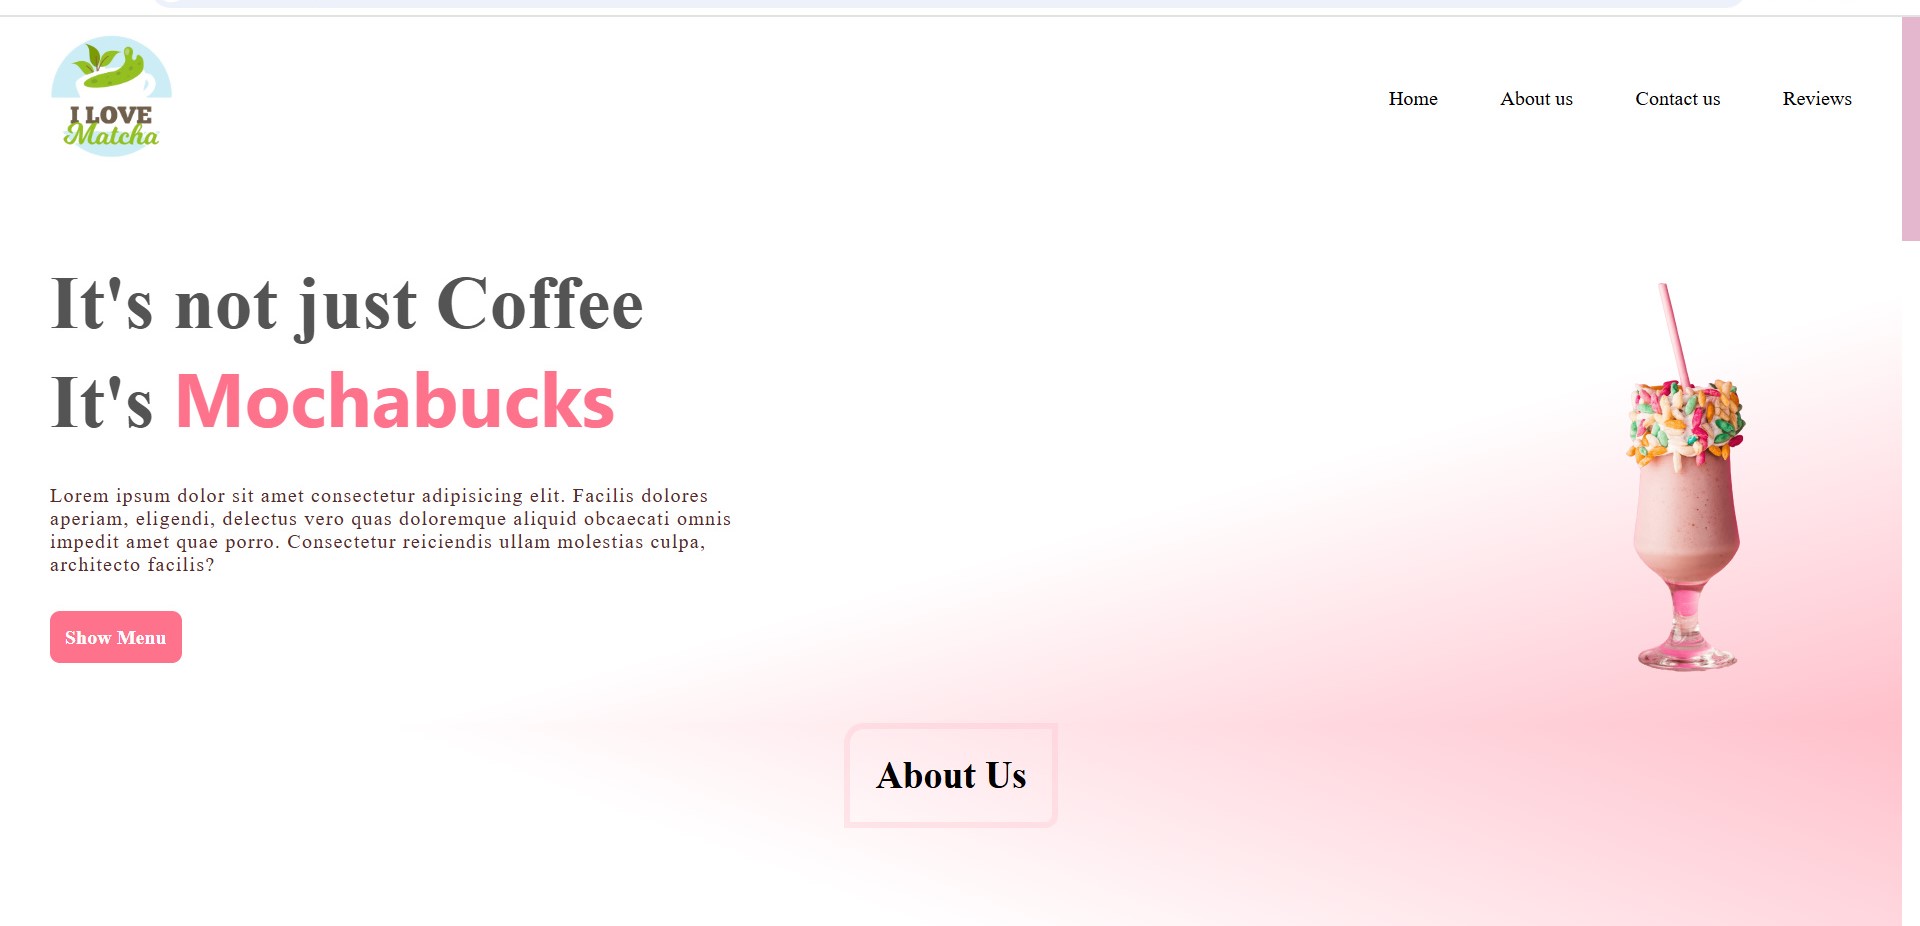 I LOVE
Matcha
Home About us Contact us Reviews
It's not just Coffee
It's Mochabucks
Lorem ipsum dolor sit amet consectetur adipisicing elit. Facilis dolores
aperiam, eligendi, delectus vero quas doloremque aliquid obcaecati omnis
impedit amet quae porro. Consectetur reiciendis ullam molestias culpa,
architecto facilis?
Show Menu
About Us